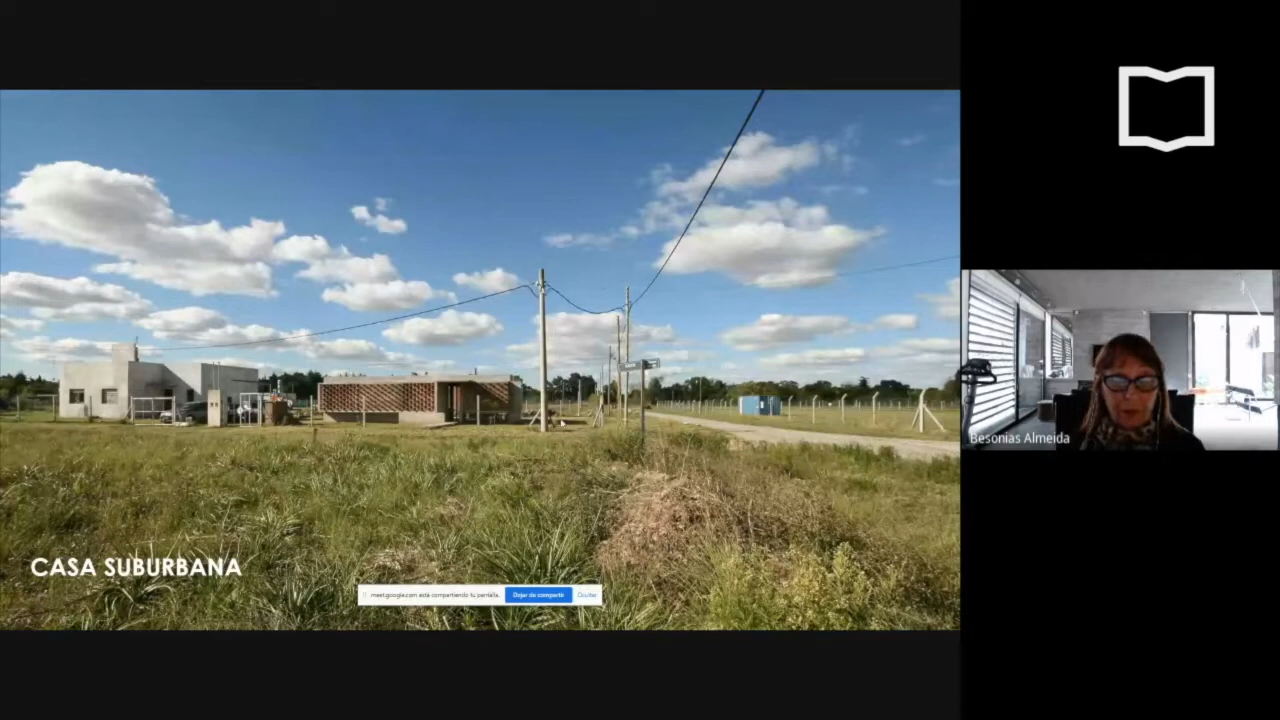 Besonias Almeida
CASA SUBURBANA
meet.google.com está compartiendo tu pantalla.
Dejar de compartir
Ocultar